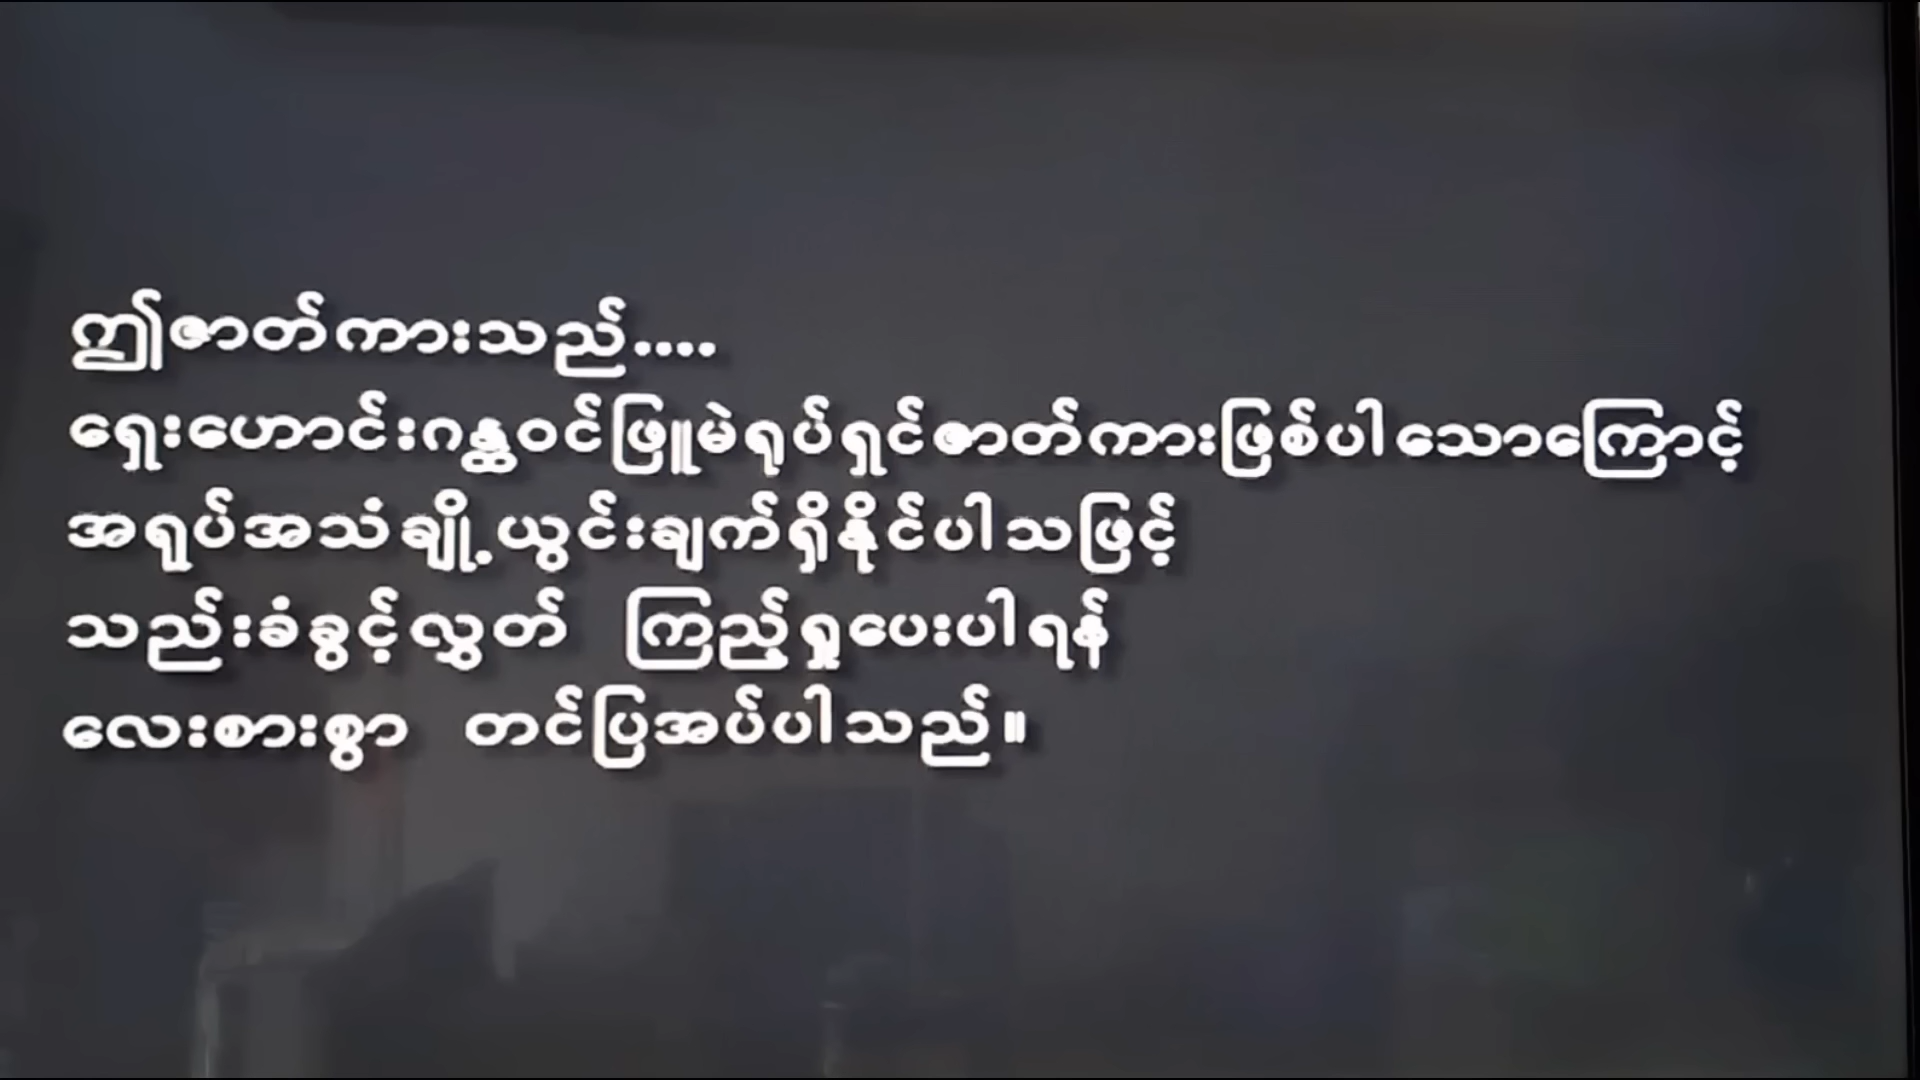 ဤဇာတ်ကားသည်....
ရှေးဟောင်းဂန္ထဝင်ဖြူမဲရုပ်ရှင်ဇာတ်ကားဖြစ်ပါသောကြောင့်
အရုပ်အသံချို့ယွင်းချက်ရှိနိုင်ပါသဖြင့်
သည်းခံခွင့်လွှတ် ကြည့်ရှုပေးပါရန်
လေးစားစွာ တင်ပြအပ်ပါသည်။